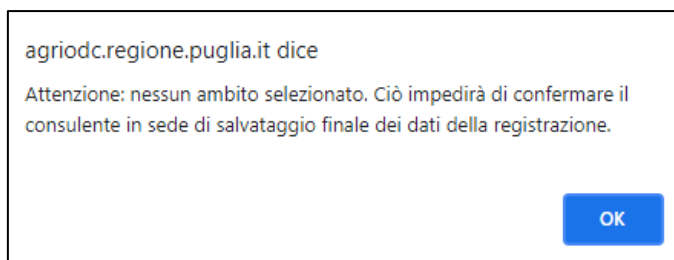 agriodc.regione.puglia.it dice
Attenzione: nessun ambito selezionato. Ciò impedirà di confermare il
consulente in sede di salvataggio finale dei dati della registrazione.
OK